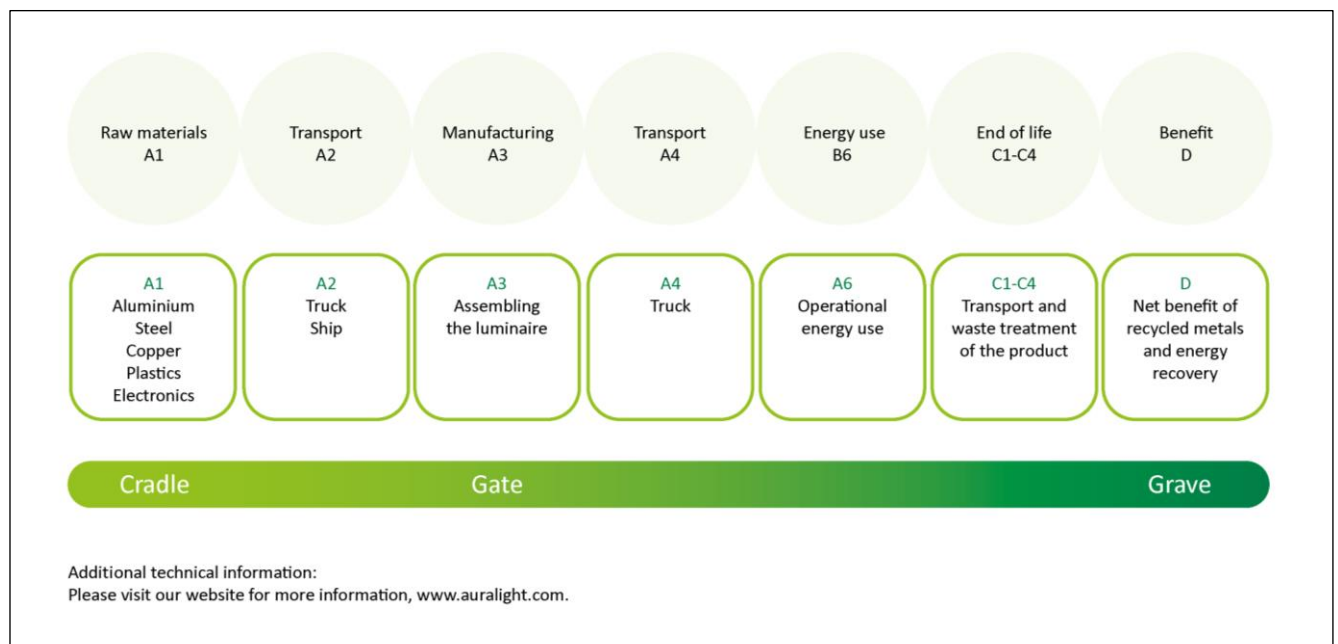 Raw materials
A1
Transport
A2
Manufacturing
A3
Transport
A4
Energy use
B6
End of life
C1-C4
Benefit
D
A1
Aluminium
Steel
Copper
Plastics
Electronics
A2
Truck
Ship
A3
Assembling
the luminaire
A4
Truck
A6
Operational
energy use
C1-C4
Transport and
waste treatment
of the product
D
Net benefit of
recycled metals
and energy
recovery
Cradle
Gate
Grave
Additional technical information:
Please visit our website for more information, www.auralight.com.